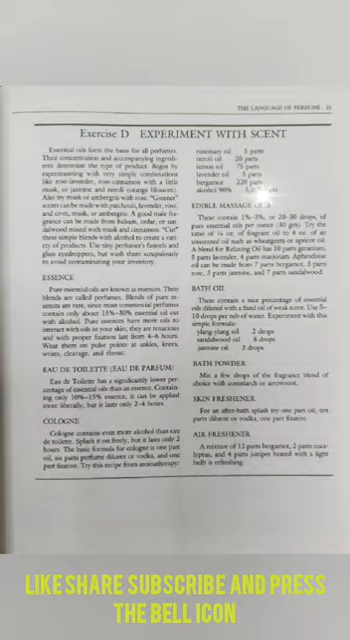 THE LANGUAGE OF PERFUME
Exercise D EXPERIMENT WITH SCENT
Essential oils form the basis for all perfumes.
Their concentration and accompanying ingredi-
ents determine the type of product. Begin by
experimenting with very simple combinations
like rose-lavender, rose-cinnamon with a little
musk, or jasmine and neroli (orange blossom).
Also try musk or ambergris with rose. "Greener"
scents can be made with patchouli, lavender, rose,
and civet, musk, or ambergris. A good male fra-
grance can be made from balsam, cedar, or san-
dalwood mixed with musk and cinnamon. "Cut"
these simple blends with alcohol to create a vari-
ety of products. Use tiny perfumer's funnels and
glass eyedroppers, but wash them scrupulously
to avoid contaminating your inventory.
ESSENCE
Pure essential oils are known as essences. Their
blends are called perfumes. Blends of pure es-
sences are rare, since most commercial perfumes
contain only about 15%-30% essential oil cut
with alcohol. Pure essences have more oils to
interact with oils in your skin; they are tenacious
and with proper fixation last from 4-6 hours.
Wear them on pulse points at ankles, knees,
wrists, cleavage, and throat.
EAU DE TOILETTE (EAU DE PARFUM)
Eau de Toilette has a significantly lower per-
centage of essential oils than an essence. Contain-
ing only 10%-15% essence, it can be applied
more liberally, but it lasts only 2-4 hours.
COLOGNE
Cologne contains even more alcohol than eau
de toilette. Splash it on freely, but it lasts only 2
hours. The basic formula for cologne is one part
oil, six parts perfume diluent or vodka, and one
part fixative. Try this recipe from aromatherapy:
rosemary oil 5 parts
neroli oil 20 parts
lemon oil 75 parts
lavender oil 5 parts
bergamot 220 parts
alcohol 90% parts
EDIBLE MASSAGE
These contain 1%-3%, or 20-30 drops, of
pure essential oils per ounce (30 gm). Try the
ratio of ¼ oz. of fragrant oil to 4 oz. of an
unscented oil such as wheatgerm or apricot oil.
A blend for Relaxing Oil has 10 parts geranium,
5 parts lavender, 4 parts marjoram. Aphrodisiac
oil can be made from 7 parts bergamot, 3 parts
rose, 3 parts jasmine, and 7 parts sandalwood.
BATH OIL
These contain a nice percentage of essential
oils diluted with a fixed oil of weak scent. Use 5-
10 drops per tub of water. Experiment with this
simple formula:
ylang-ylang oil 2 drops
sandalwood oil 8 drops
jasmine oil 2 drops
BATH POWDER
Mix a few drops of the fragrance blend of
choice with cornstarch or arrowroot.
SKIN FRESHENER
For an after-bath splash try one part oil, ten
parts diluent or vodka, one part fixative.
AIR FRESHENER
A mixture of 12 parts bergamot, 2 parts euca-
lyptus, and 4 parts juniper heated with a light
bulb is refreshing.
LIKE SHARE SUBSCRIBE AND PRESS
THE BELL ICON